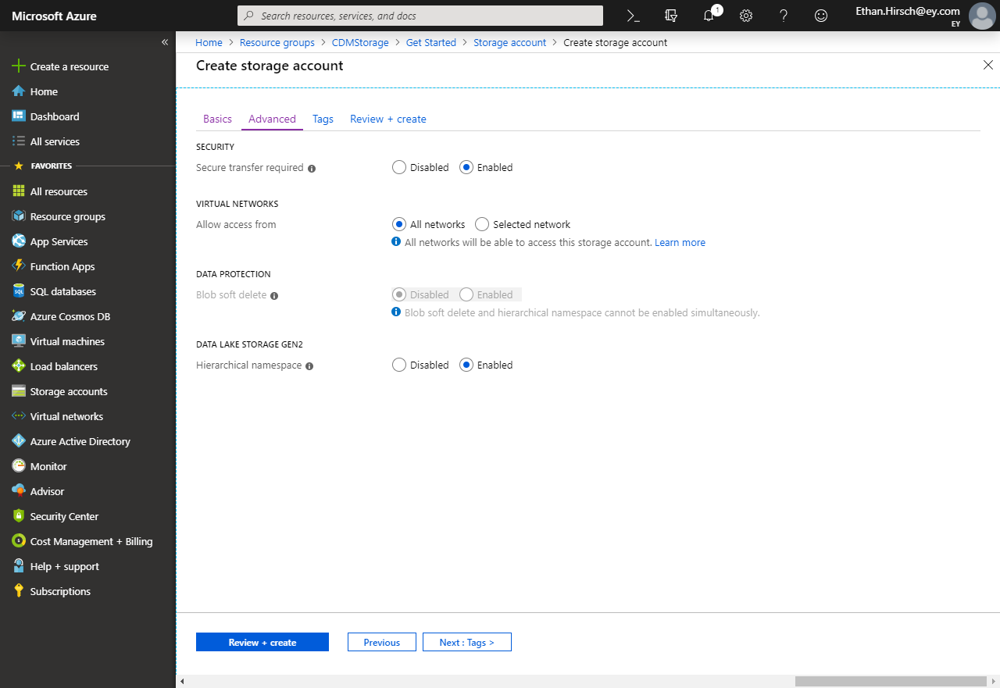 Microsoft Azure
Search resources, services, and docs
1
Ethan.Hirsch@ey.com
EY
«
Create a resource
Home
Dashboard
All services
FAVORITES
All resources
Resource groups
App Services
Function Apps
SQL databases
Azure Cosmos DB
Virtual machines
Load balancers
Storage accounts
Virtual networks
Azure Active Directory
Monitor
Advisor
Security Center
Cost Management + Billing
Help + support
Subscriptions
Home > Resource groups > CDMStorage > Get Started > Storage account > Create storage account
Create storage account
Basics Advanced Tags Review + create
SECURITY
Secure transfer required Disabled Enabled
VIRTUAL NETWORKS
Allow access from All networks Selected network
All networks will be able to access this storage account. Learn more
DATA PROTECTION
Blob soft delete Disabled Enabled
Blob soft delete and hierarchical namespace cannot be enabled simultaneously.
DATA LAKE STORAGE GEN2
Hierarchical namespace Disabled Enabled
Review + create Previous Next : Tags >